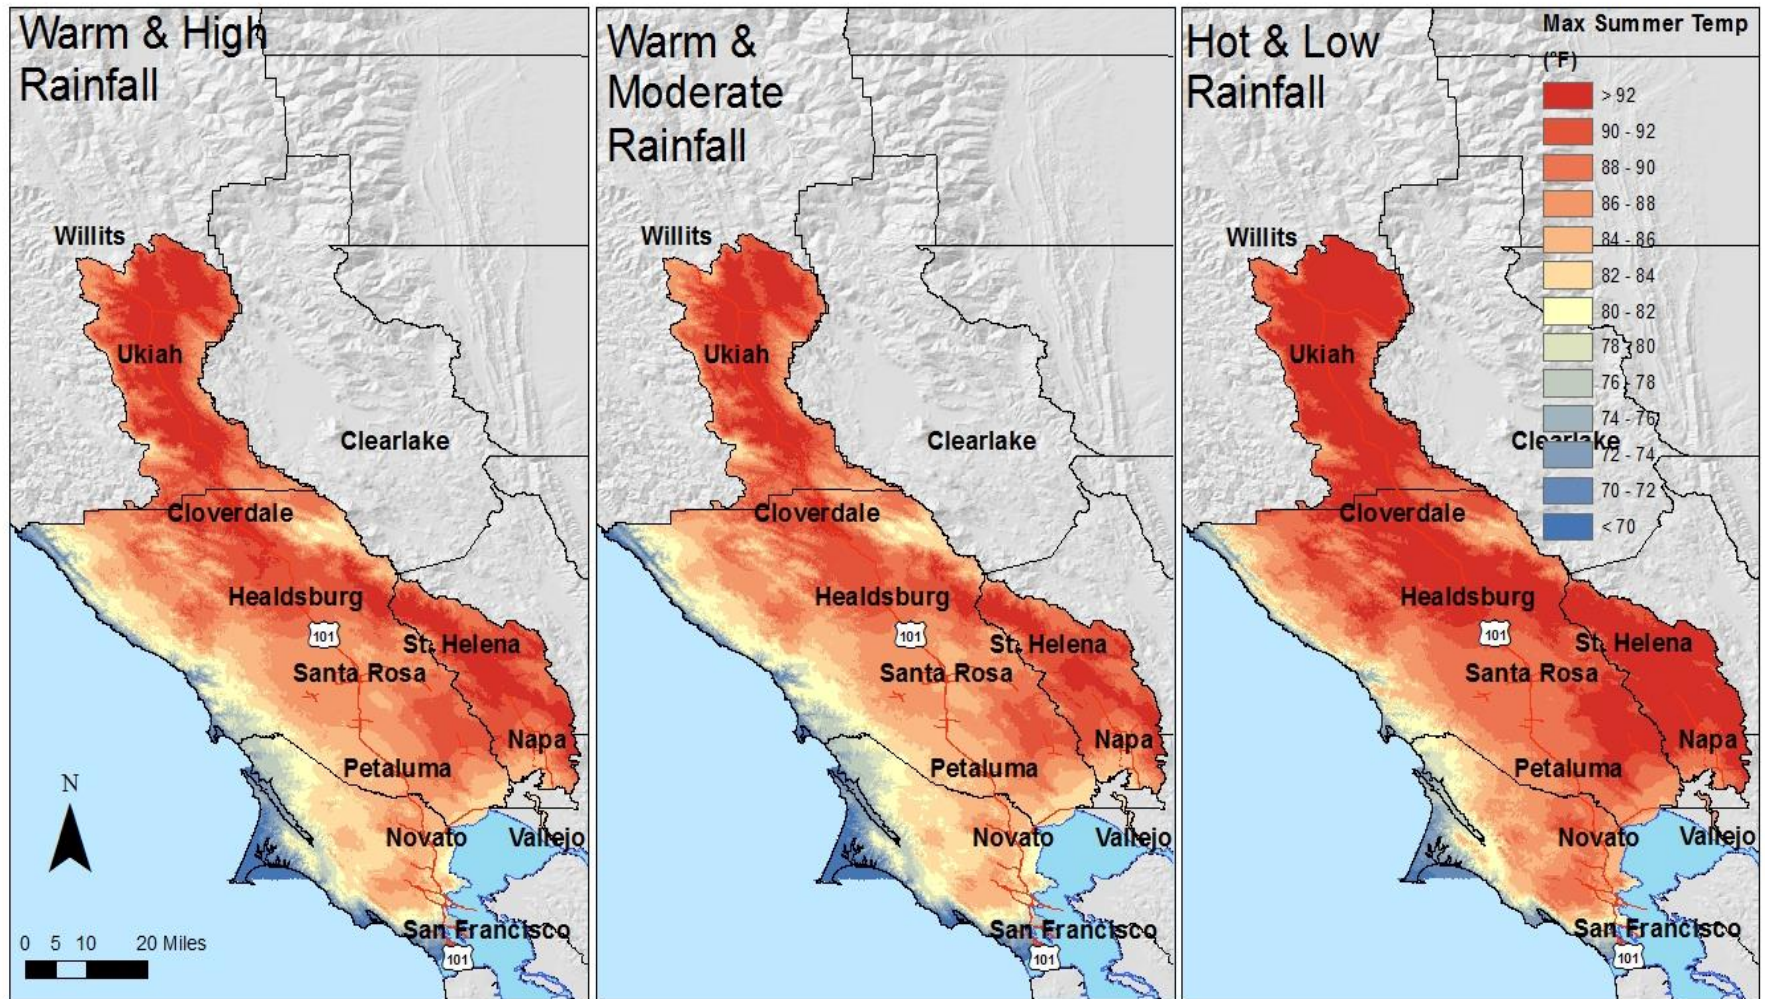 Warm & High
Rainfall
Willits
Ukiah
Clearlake
Cloverdale
Healdsburg
101
St. Helena
Santa Rosa
Napa
Petaluma
Novato
Vallejo
San Francisco
101
N
0 5 10 20 Miles
Warm &
Moderate
Rainfall
Willits
Ukiah
Clearlake
Cloverdale
Healdsburg
101
St. Helena
Santa Rosa
Napa
Petaluma
Novato
Vallejo
San Francisco
101
Hot & Low
Rainfall
Willits
Ukiah
Clearlake
Cloverdale
Healdsburg
101
St. Helena
Santa Rosa
Napa
Petaluma
Novato
Vallejo
San Francisco
101
Max Summer Temp
(°F)
> 92
90 - 92
88 - 90
86 - 88
84 - 86
82 - 84
80 - 82
78 - 80
76 - 78
74 - 76
72 - 74
70 - 72
< 70